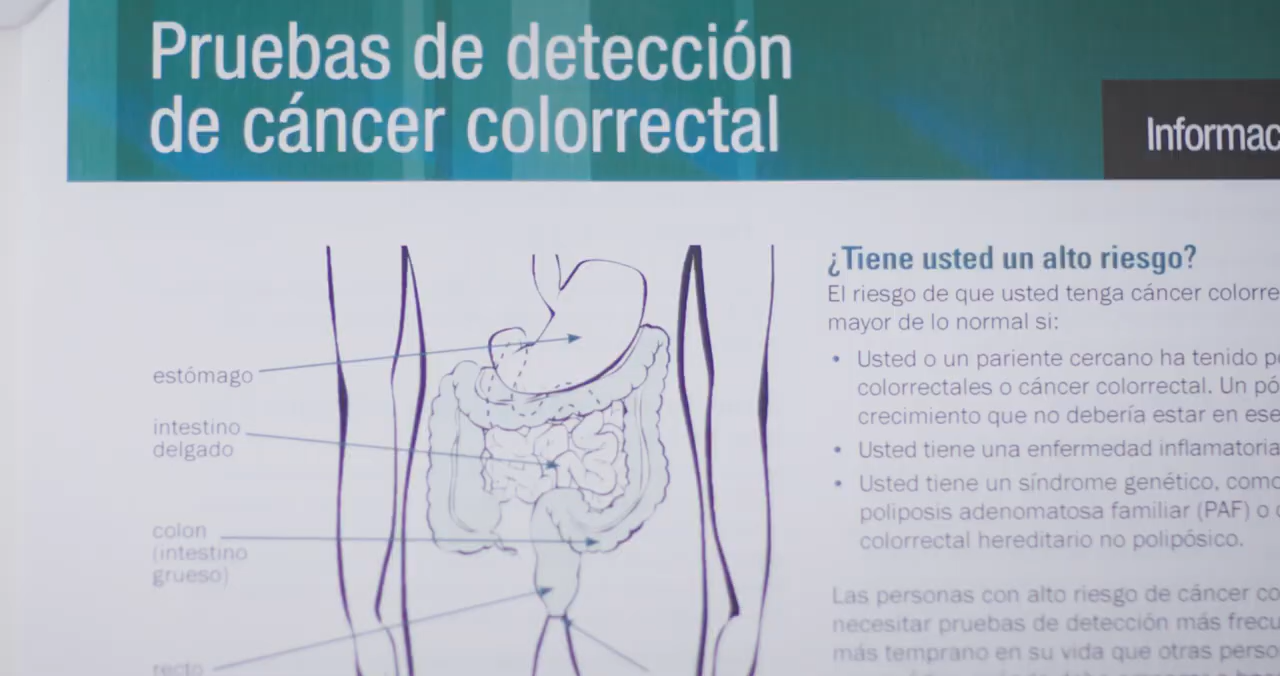 Pruebas de detección
de cáncer colorrectal
Informac
estómago
intestino
delgado
colon
(intestino
grueso)
recto
¿Tiene usted un alto riesgo?
El riesgo de que usted tenga cáncer colorre
mayor de lo normal si:
• Usted o un pariente cercano ha tenido pó
colorrectales o cáncer colorrectal. Un pó
crecimiento que no debería estar en ese
• Usted tiene una enfermedad inflamatoria
• Usted tiene un síndrome genético, como
poliposis adenomatosa familiar (PAF) o c
colorrectal hereditario no polipósico.
Las personas con alto riesgo de cáncer co
necesitar pruebas de detección más frecu
más temprano en su vida que otras perso